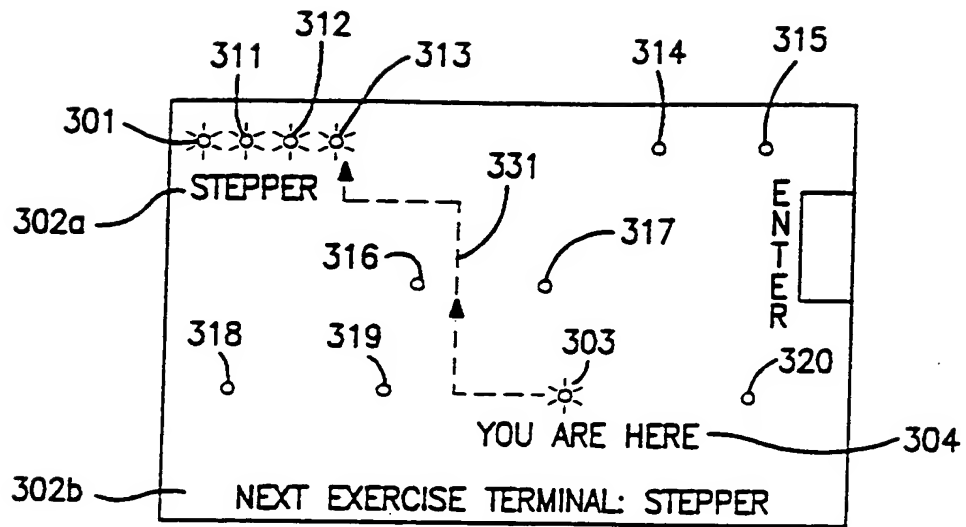 312
311
313
314
315
301
STEPPER
302a
331
ENTER
316
317
318
319
303
320
YOU ARE HERE
304
302b
NEXT EXERCISE TERMINAL: STEPPER